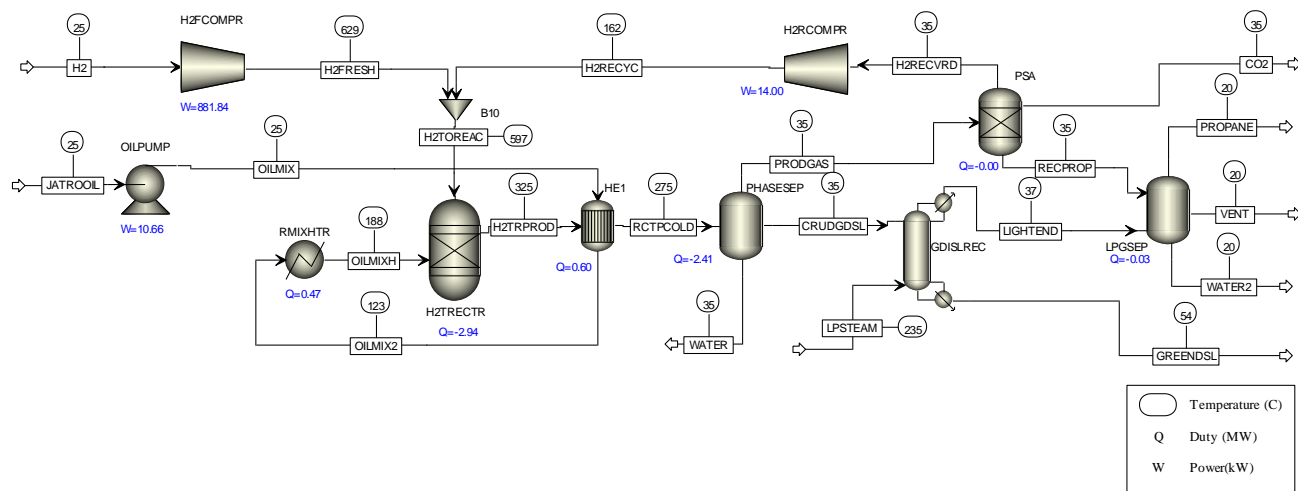 H2FCOMPR
25
H2
W=881.84
629
H2FRESH
162
H2RECYC
H2RCOMPR
W=14.00
35
H2RECVRD
PSA
Q=-0.00
35
CO2
20
PROPANE
B10
H2TOREAC
597
OILPUMP
25
JATROOIL
W=10.66
25
OILMIX
35
PRODGAS
35
RECPROP
HE1
Q=0.60
325
H2TRPROD
275
RCTPCOLD
PHASESEP
Q=-2.41
35
CRUDGDSL
37
LIGHTEND
20
VENT
LPGSEP
Q=-0.03
GDISLREC
188
OILMIXH
RMIXHTR
Q=0.47
H2TRECTR
Q=-2.94
123
OILMIX2
35
WATER
LPSTEAM
235
20
WATER2
54
GREENDSL
Temperature (C)
Q Duty (MW)
W Power(kW)